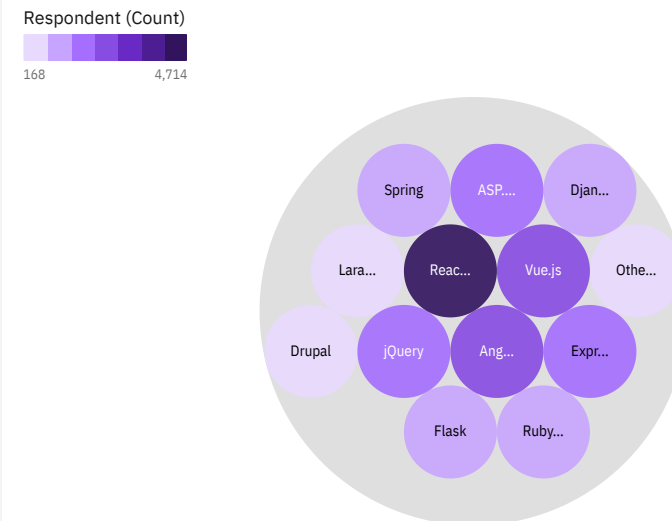 Respondent (Count)
168 4,714
Spring ASP.... Djan...
Lara... Reac... Vue.js Othe...
Drupal jQuery Ang... Expr...
Flask Ruby...